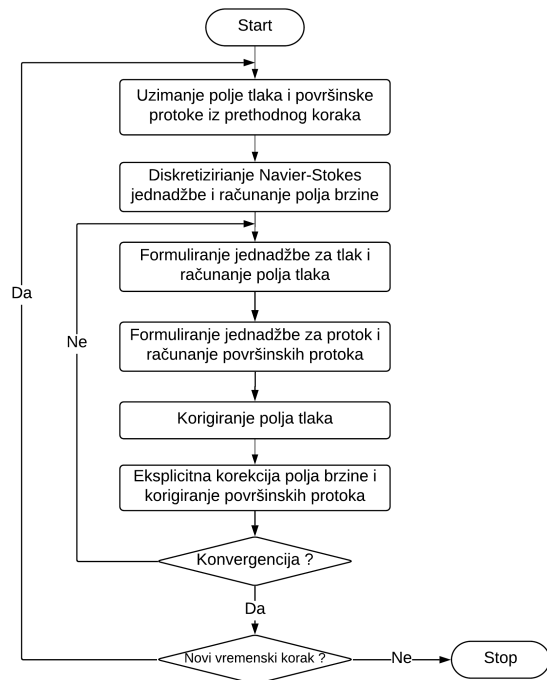 Start
Uzimanje polje tlaka i površinske
protoke iz prethodnog koraka
Diskretizirianje Navier-Stokes
jednadžbe i računanje polja brzine
Formuliranje jednadžbe za tlak i
računanje polja tlaka
Da
Ne
Formuliranje jednadžbe za protok i
računanje površinskih protoka
Korigiranje polja tlaka
Eksplicitna korekcija polja brzine i
korigiranje površinskih protoka
Konvergencija ?
Da
Novi vremenski korak ?
Ne
Stop